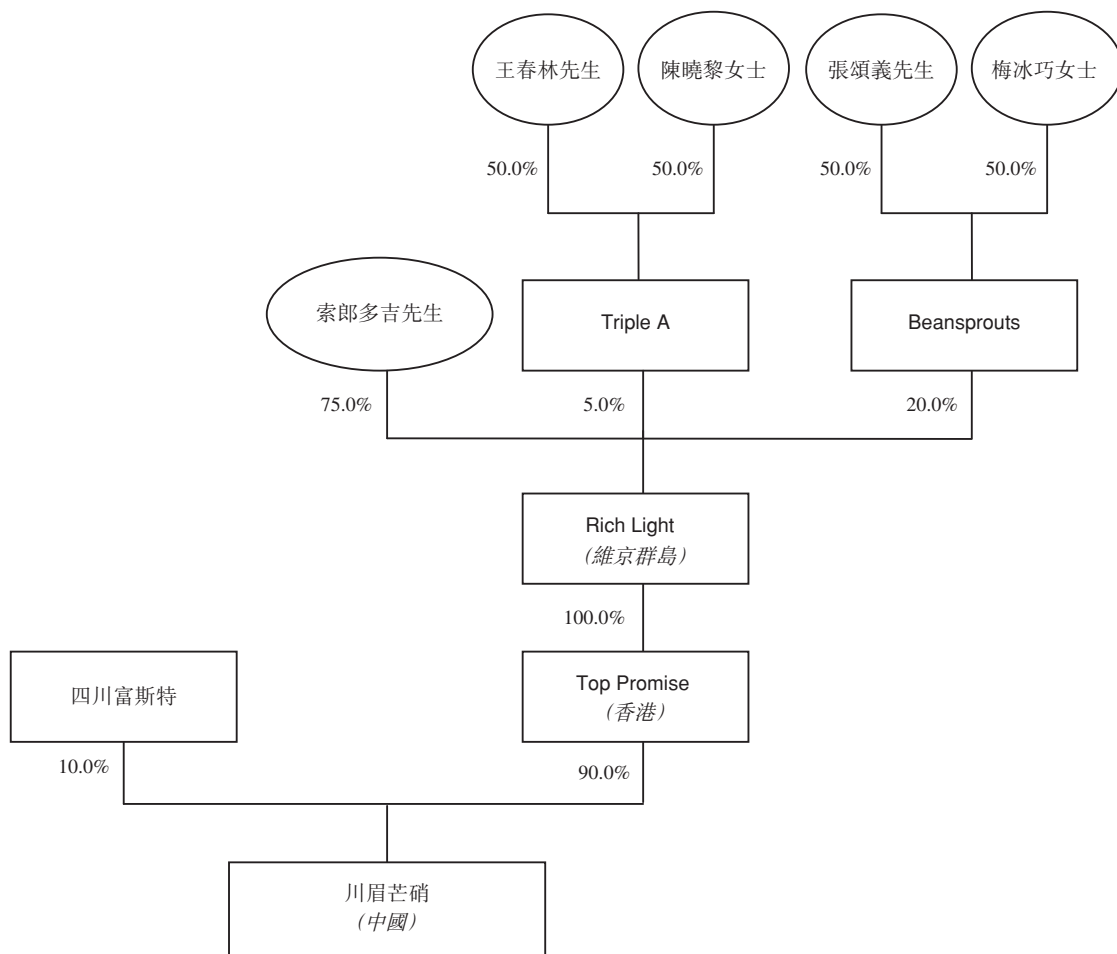 王春林先生
陳曉黎女士
張頌義先生
梅冰巧女士
50.0%
50.0%
50.0%
50.0%
索郎多吉先生
Triple A
Beansprouts
75.0%
5.0%
20.0%
Rich Light
(維京群島)
100.0%
四川富斯特
Top Promise
(香港)
10.0%
90.0%
川眉芒硝
(中國)